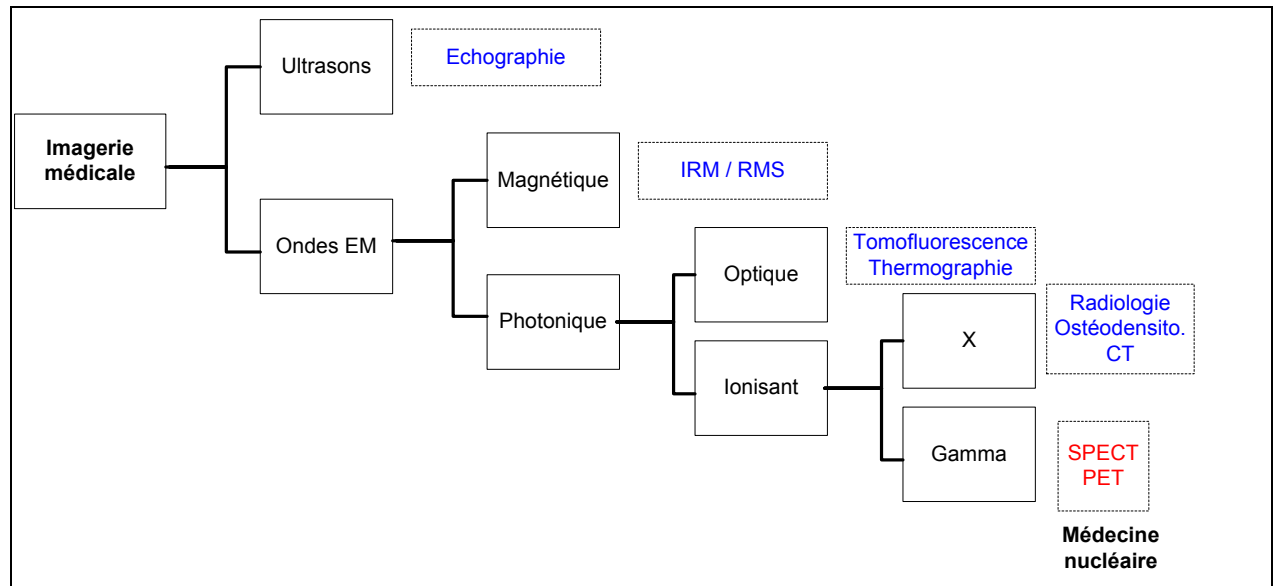 Ultrasons
Echographie
Imagerie
médicale
Magnétique
IRM / RMS
Ondes EM
Tomofluorescence
Thermographie
Optique
Photonique
Radiologie
Ostéodensito.
CT
X
Ionisant
Gamma
SPECT
PET
Médecine
nucléaire